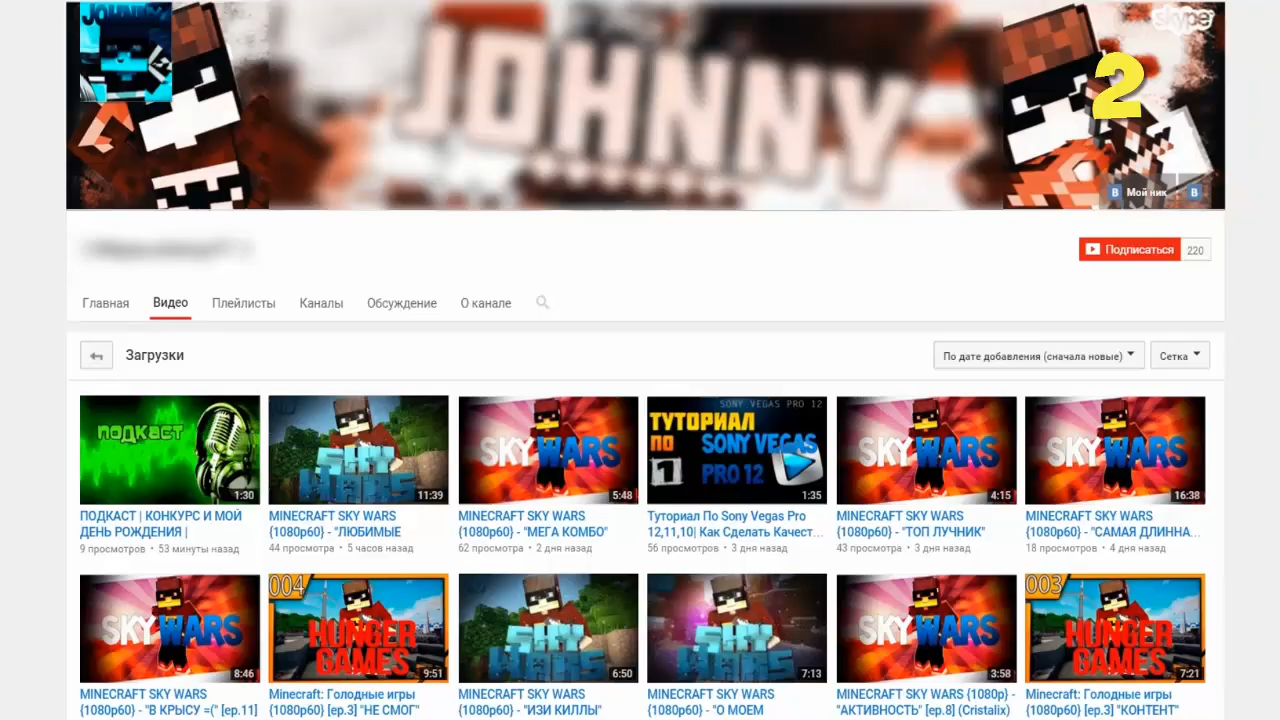 JOHNNY
skype
2
JOHNNY
В Мой ник В
Подписаться 220
Главная Видео Плейлисты Каналы Обсуждение О канале
Загрузки
По дате добавления (сначала новые) Сетка
ПОДКАСТ
1:30
SKY WARS
11:39
SKY WARS
5:48
SONY VEGAS PRO 12
ТУТОРИАЛ
ПО SONY VEGAS
1 PRO 12
1:35
SKY WARS
4:15
SKY WARS
16:38
ПОДКАСТ | КОНКУРС И МОЙ
ДЕНЬ РОЖДЕНИЯ |
9 просмотров • 53 минуты назад
MINECRAFT SKY WARS
{1080p60} - "ЛЮБИМЫЕ
44 просмотра • 5 часов назад
MINECRAFT SKY WARS
{1080p60} - "МЕГА КОМБО"
62 просмотра • 2 дня назад
Туториал По Sony Vegas Pro
12,11,10| Как Сделать Качест...
56 просмотров • 3 дня назад
MINECRAFT SKY WARS
{1080p60} - "ТОП ЛУЧНИК"
43 просмотра • 3 дня назад
MINECRAFT SKY WARS
{1080p60} - "САМАЯ ДЛИННА...
18 просмотров • 4 дня назад
SKY WARS
8:46
004
HUNGER
GAMES
9:51
SKY WARS
6:50
SKY WARS
7:13
SKY WARS
3:58
003
HUNGER
GAMES
7:21
MINECRAFT SKY WARS
{1080p60} - "В КРЫСУ =(" [ep.11]
Minecraft: Голодные игры
{1080p60} [ep.3] "НЕ СМОГ"
MINECRAFT SKY WARS
{1080p60} - "ИЗИ КИЛЛЫ"
MINECRAFT SKY WARS
{1080p60} - "О МОЕМ
MINECRAFT SKY WARS {1080p} -
"АКТИВНОСТЬ" [ep.8] (Cristalix)
Minecraft: Голодные игры
{1080p60} [ep.3] "КОНТЕНТ"